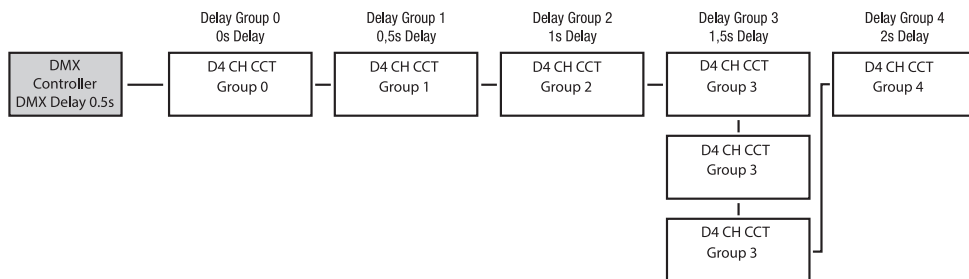 Delay Group 0
0s Delay
Delay Group 1
0,5s Delay
Delay Group 2
1s Delay
Delay Group 3
1,5s Delay
Delay Group 4
2s Delay
DMX
Controller
DMX Delay 0.5s
D4 CH CCT
Group 0
D4 CH CCT
Group 1
D4 CH CCT
Group 2
D4 CH CCT
Group 3
D4 CH CCT
Group 4
D4 CH CCT
Group 3
D4 CH CCT
Group 3